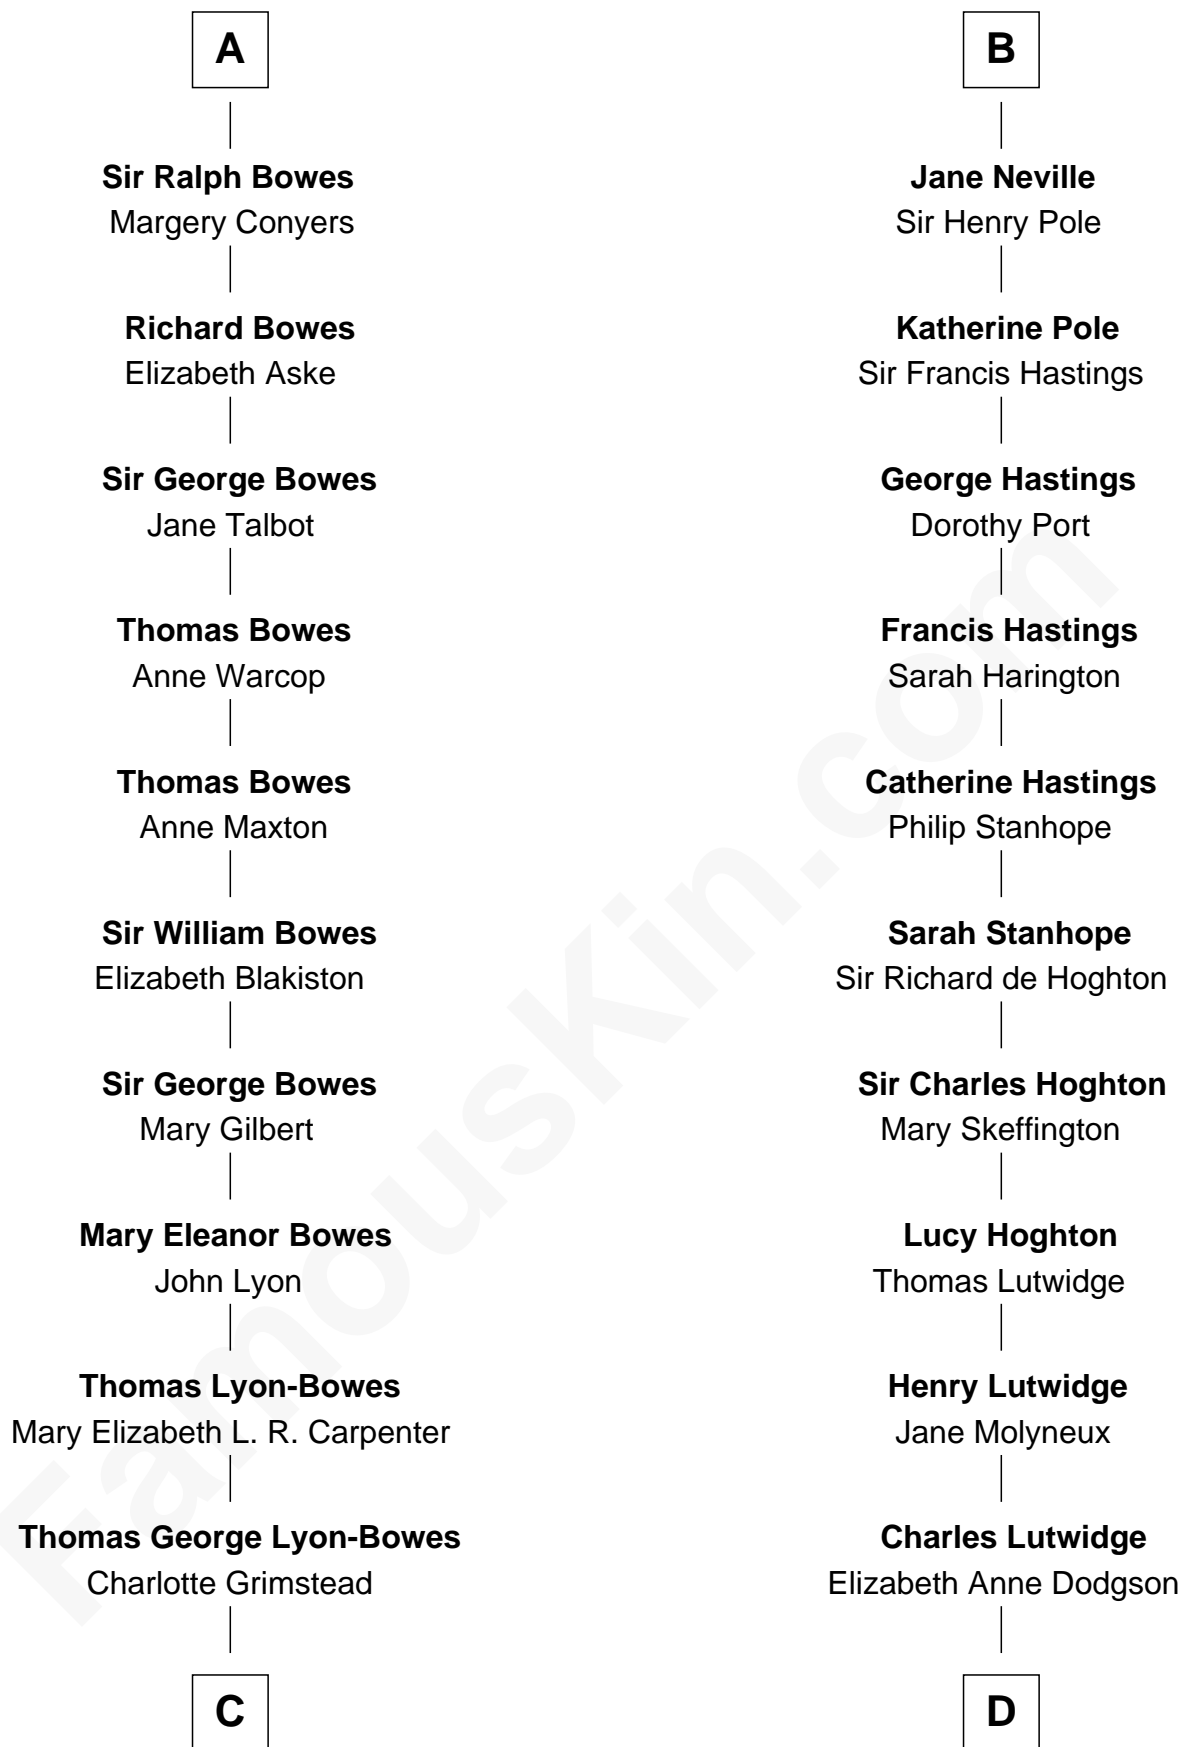 A
Sir Ralph Bowes
Margery Conyers
Richard Bowes
Elizabeth Aske
Sir George Bowes
Jane Talbot
Thomas Bowes
Anne Warcop
Thomas Bowes
Anne Maxton
Sir William Bowes
Elizabeth Blakiston
Sir George Bowes
Mary Gilbert
Mary Eleanor Bowes
John Lyon
Thomas Lyon-Bowes
Mary Elizabeth L. R. Carpenter
Thomas George Lyon-Bowes
Charlotte Grimstead
C
B
Jane Neville
Sir Henry Pole
Katherine Pole
Sir Francis Hastings
George Hastings
Dorothy Port
Francis Hastings
Sarah Harington
Catherine Hastings
Philip Stanhope
Sarah Stanhope
Sir Richard de Hoghton
Sir Charles Hoghton
Mary Skeffington
Lucy Hoghton
Thomas Lutwidge
Henry Lutwidge
Jane Molyneux
Charles Lutwidge
Elizabeth Anne Dodgson
D
FamousKin.com